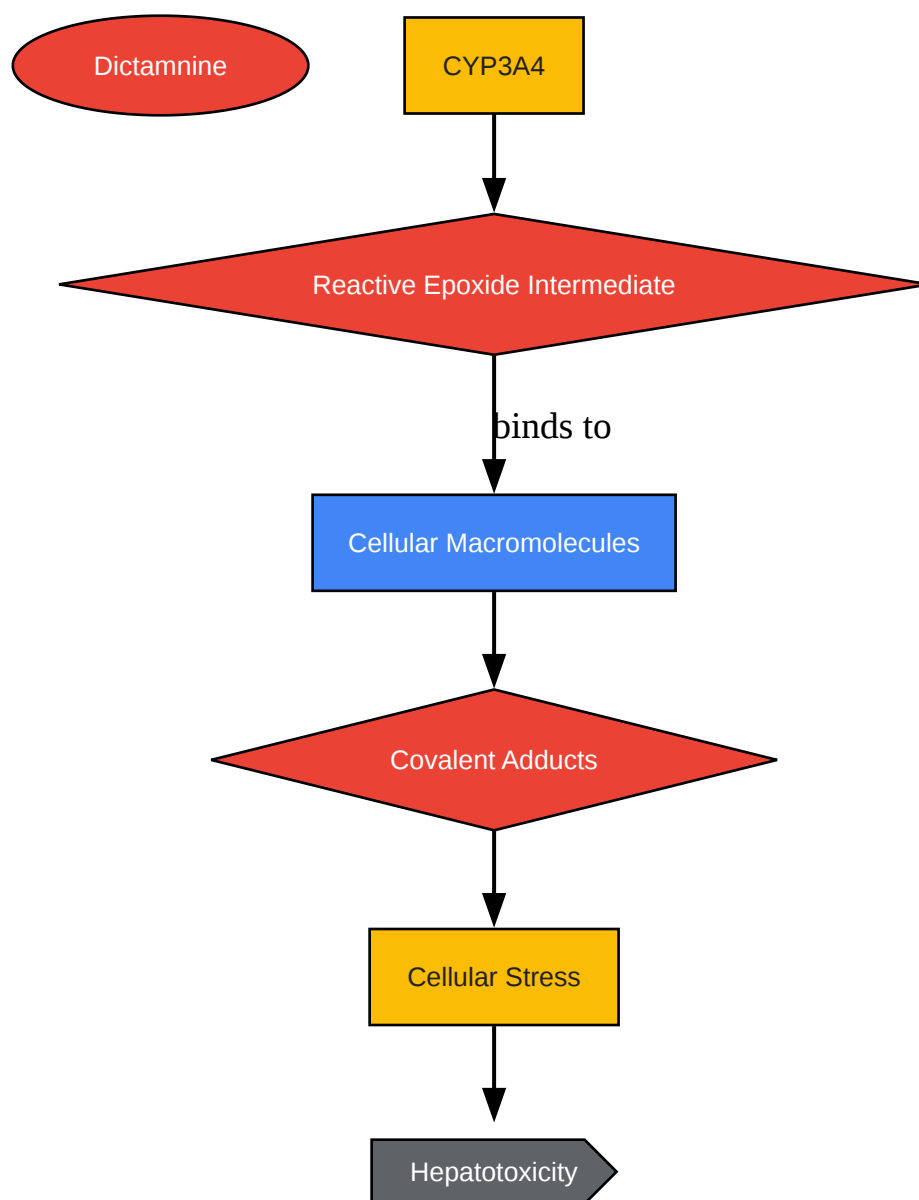 Dictamnine
CYP3A4
Reactive Epoxide Intermediate
binds to
Cellular Macromolecules
Covalent Adducts
Cellular Stress
Hepatotoxicity